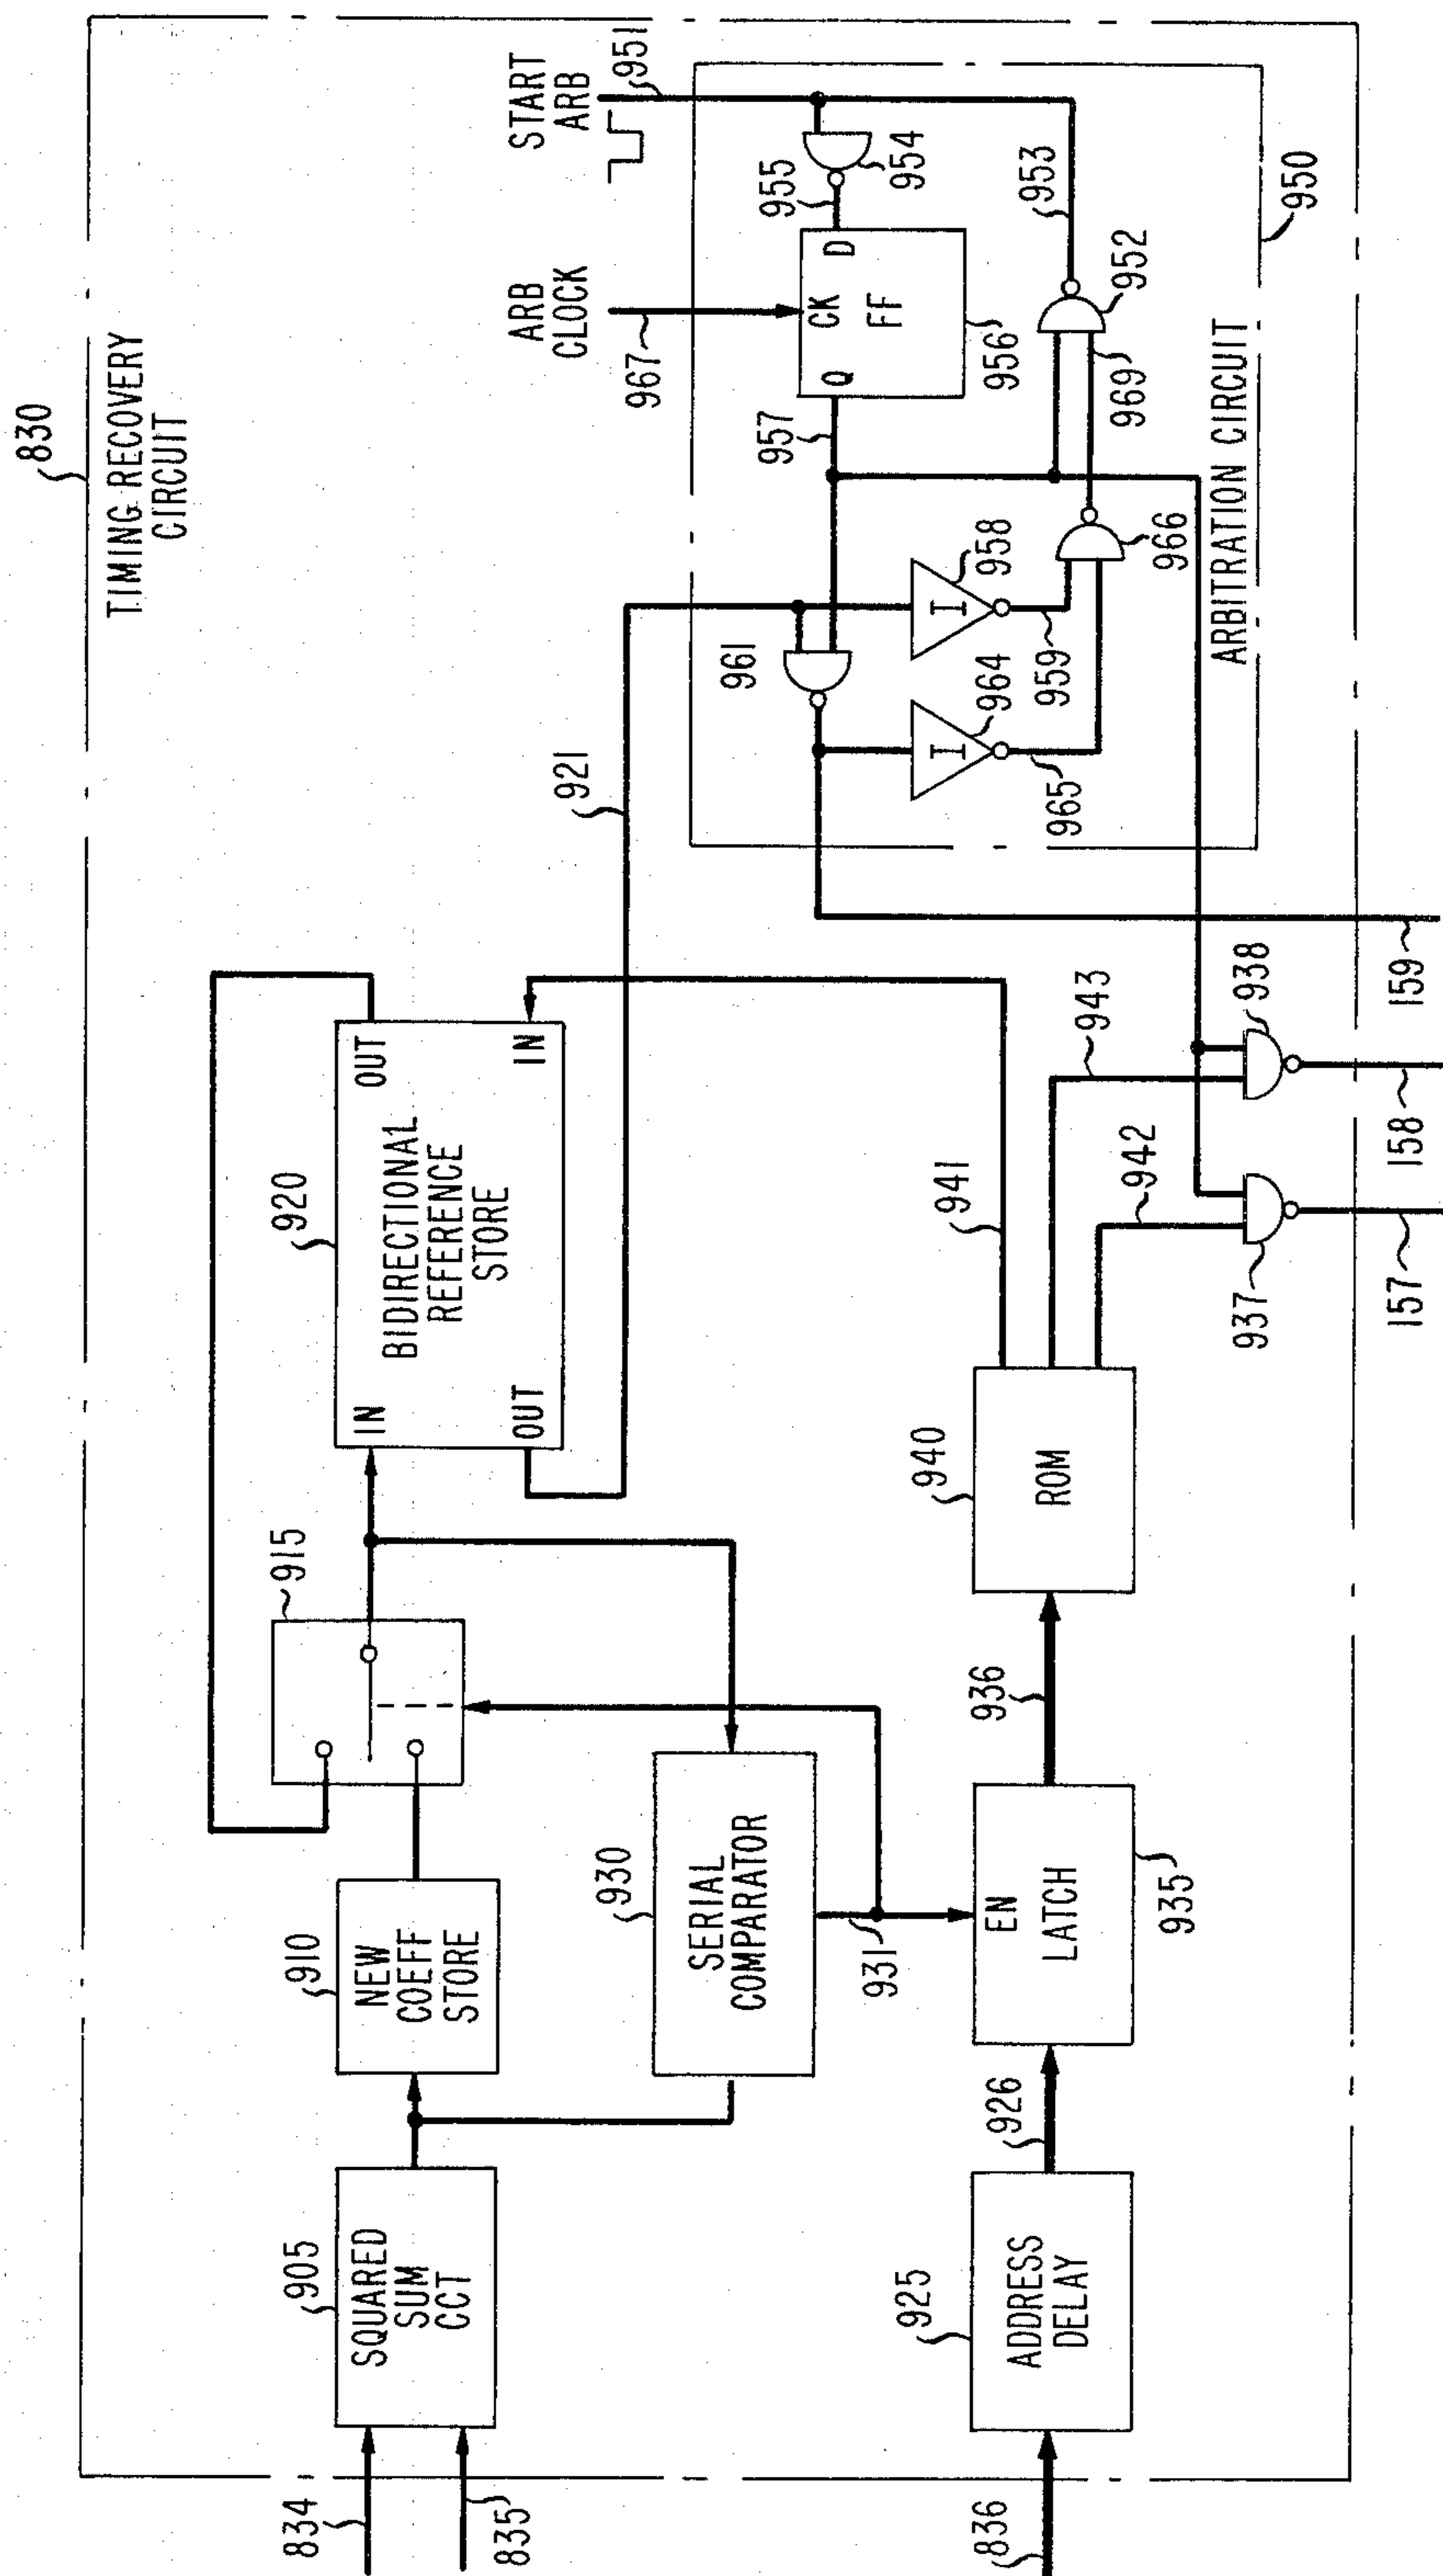 830
TIMING RECOVERY
CIRCUIT
834
835
905
SQUARED
SUM
CCT
910
NEW
COEFF
STORE
915
920
IN
OUT
BIDIRECTIONAL
REFERENCE
STORE
OUT
IN
921
930
SERIAL
COMPARATOR
931
836
925
ADDRESS
DELAY
926
EN
LATCH
935
936
940
ROM
941
942
943
937
938
157
158
159
START
ARB
951
ARB
CLOCK
967
961
957
955
954
Q
CK
D
FF
956
I
958
959
I
964
965
966
969
952
953
ARBITRATION CIRCUIT
950